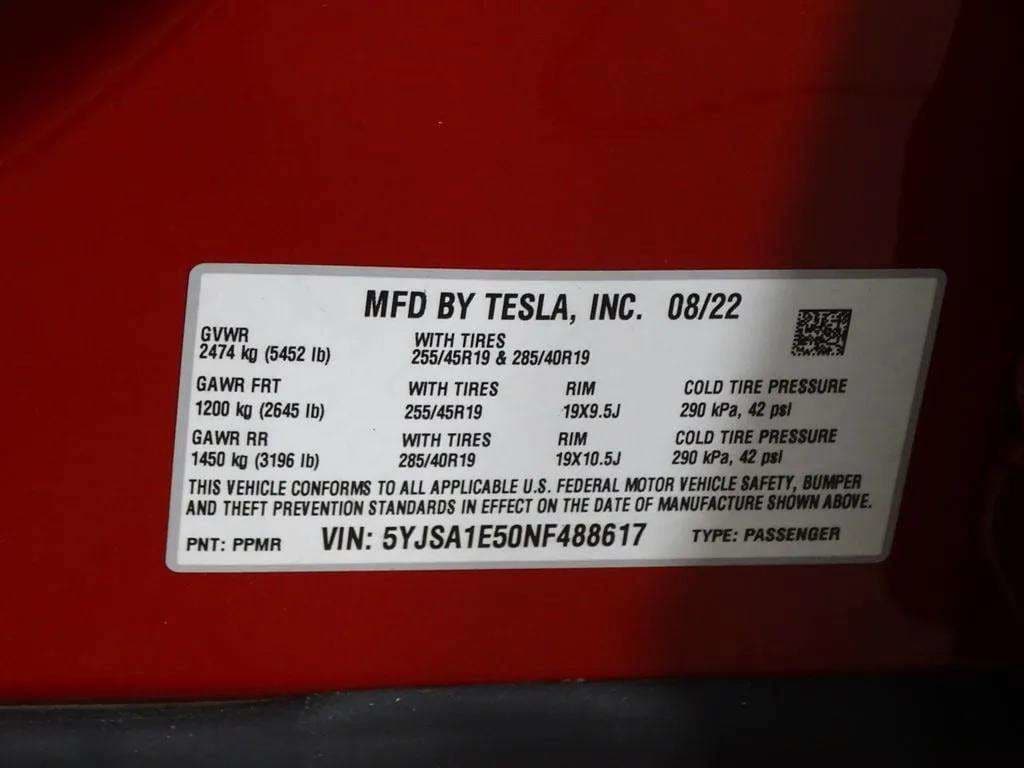 MFD BY TESLA, INC. 08/22
GVWR WITH TIRES
2474 kg (5452 lb) 255/45R19 & 285/40R19
GAWR FRT WITH TIRES RIM COLD TIRE PRESSURE
1200 kg (2645 lb) 255/45R19 19X9.5J 290 kPa, 42 psi
GAWR RR WITH TIRES RIM COLD TIRE PRESSURE
1450 kg (3196 lb) 285/40R19 19X10.5J 290 kPa, 42 psi
THIS VEHICLE CONFORMS TO ALL APPLICABLE U.S. FEDERAL MOTOR VEHICLE SAFETY, BUMPER
AND THEFT PREVENTION STANDARDS IN EFFECT ON THE DATE OF MANUFACTURE SHOWN ABOVE.
PNT: PPMR VIN: 5YJSA1E50NF488617 TYPE: PASSENGER